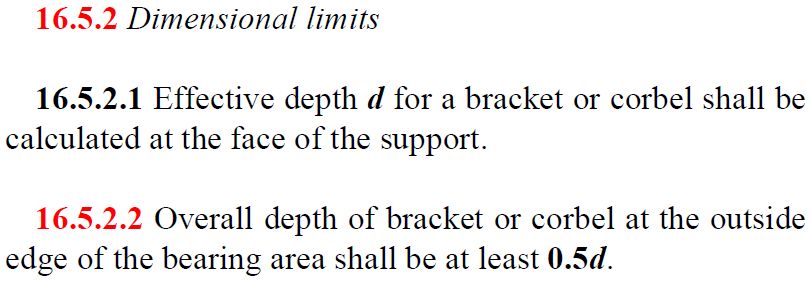 16.5.2 Dimensional limits
16.5.2.1 Effective depth d for a bracket or corbel shall be
calculated at the face of the support.
16.5.2.2 Overall depth of bracket or corbel at the outside
edge of the bearing area shall be at least 0.5d.